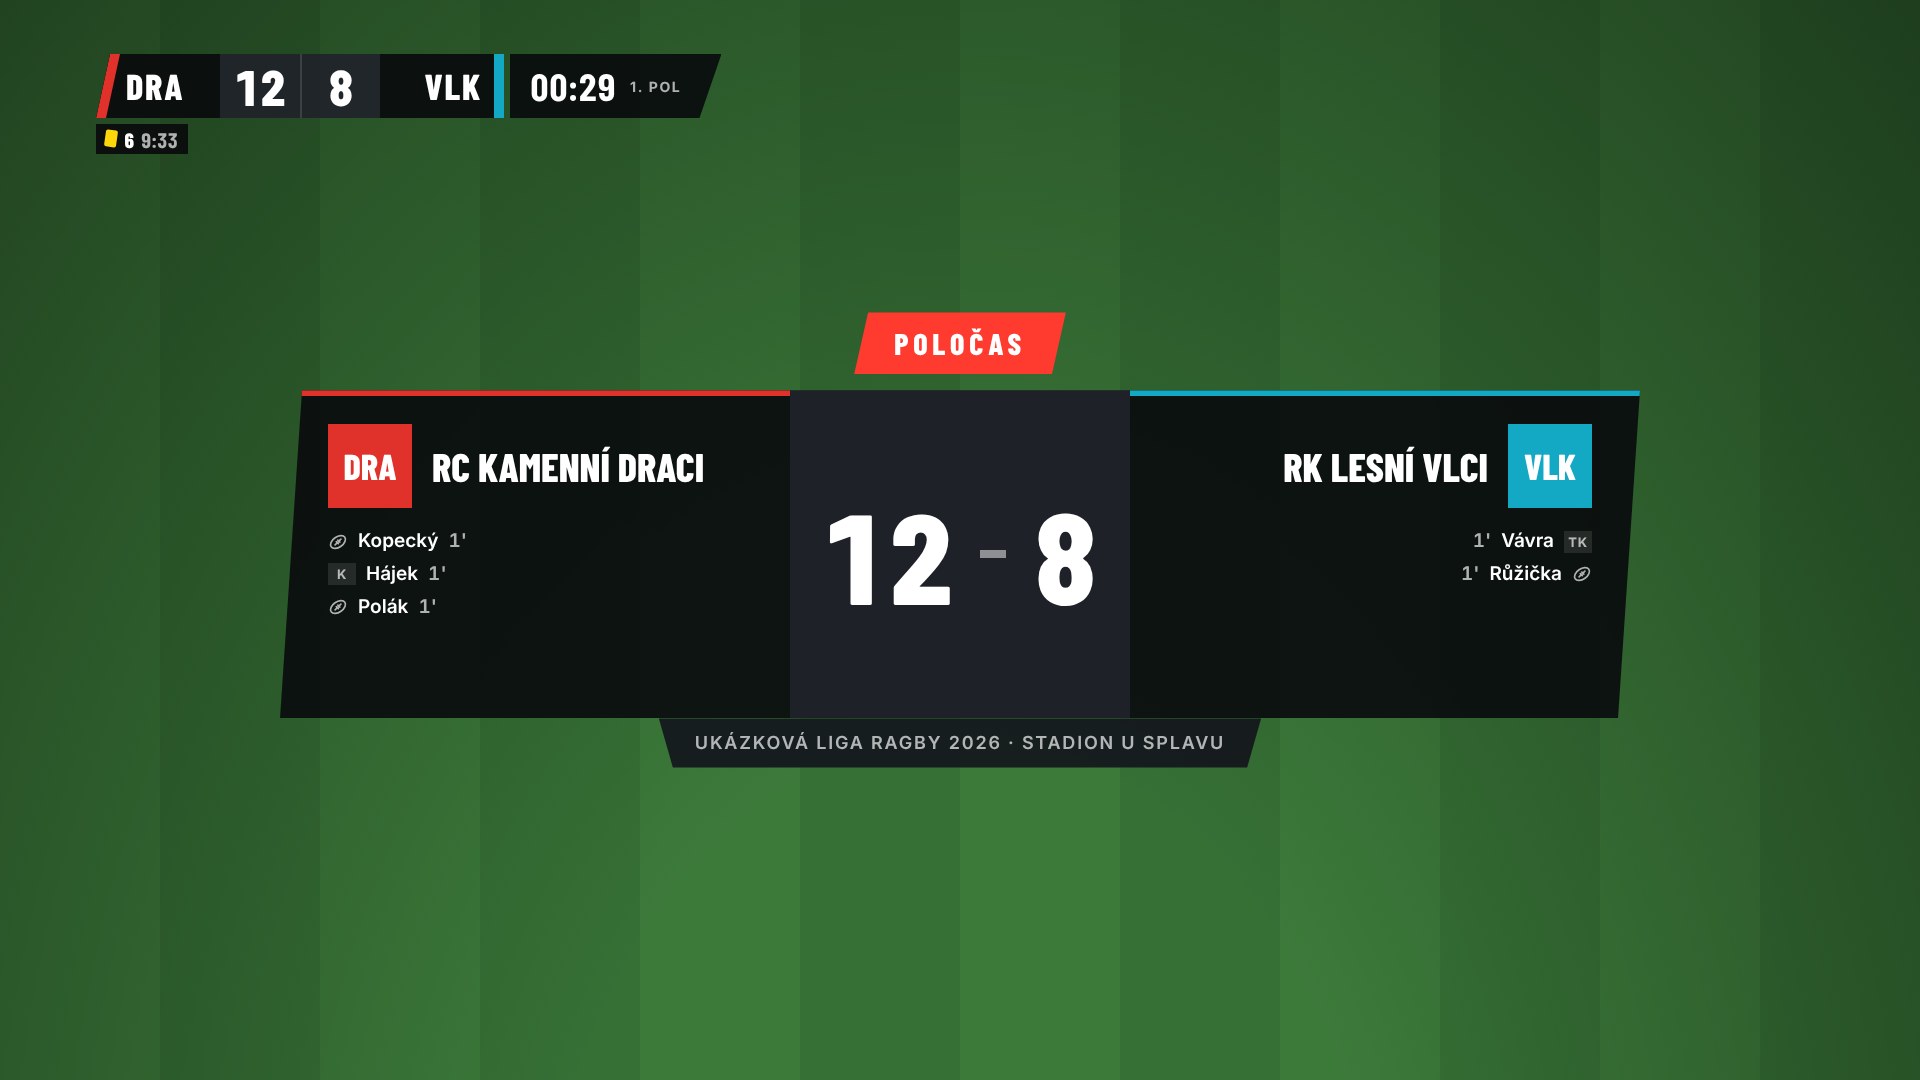 DRA 12 8 VLK 00:29 1. POL
6 9:33
POLOČAS
DRA RC KAMENNÍ DRACI
Kopecký 1'
K Hájek 1'
Polák 1'
12 - 8
RK LESNÍ VLCI VLK
1' Vávra TK
1' Růžička
UKÁZKOVÁ LIGA RAGBY 2026 · STADION U SPLAVU